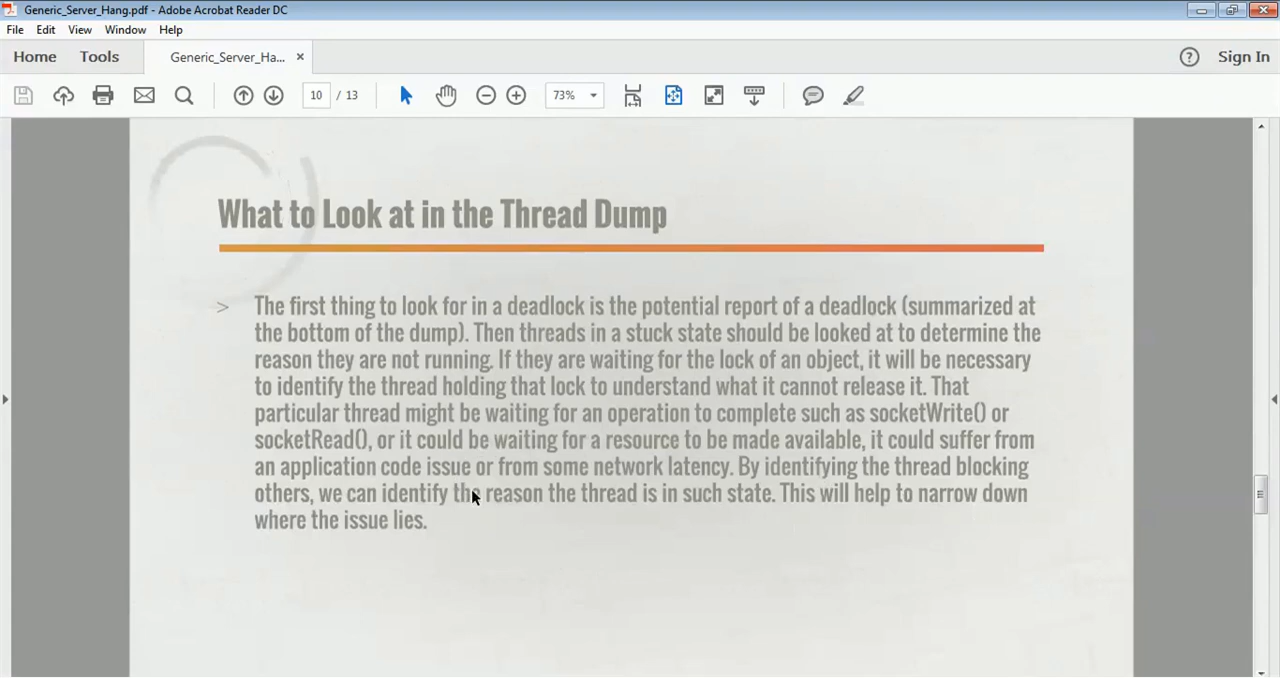 Generic_Server_Hang.pdf - Adobe Acrobat Reader DC
File Edit View Window Help
Home Tools Generic_Server_Ha... × ? Sign In
10 / 13 73%
What to Look at in the Thread Dump
> The first thing to look for in a deadlock is the potential report of a deadlock (summarized at
the bottom of the dump). Then threads in a stuck state should be looked at to determine the
reason they are not running. If they are waiting for the lock of an object, it will be necessary
to identify the thread holding that lock to understand what it cannot release it. That
particular thread might be waiting for an operation to complete such as socketWrite() or
socketRead(), or it could be waiting for a resource to be made available, it could suffer from
an application code issue or from some network latency. By identifying the thread blocking
others, we can identify the reason the thread is in such state. This will help to narrow down
where the issue lies.